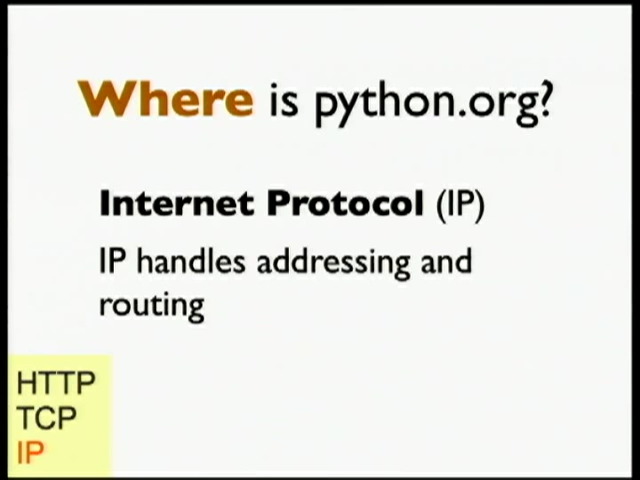 Where is python.org?
Internet Protocol (IP)
IP handles addressing and
routing
HTTP
TCP
IP